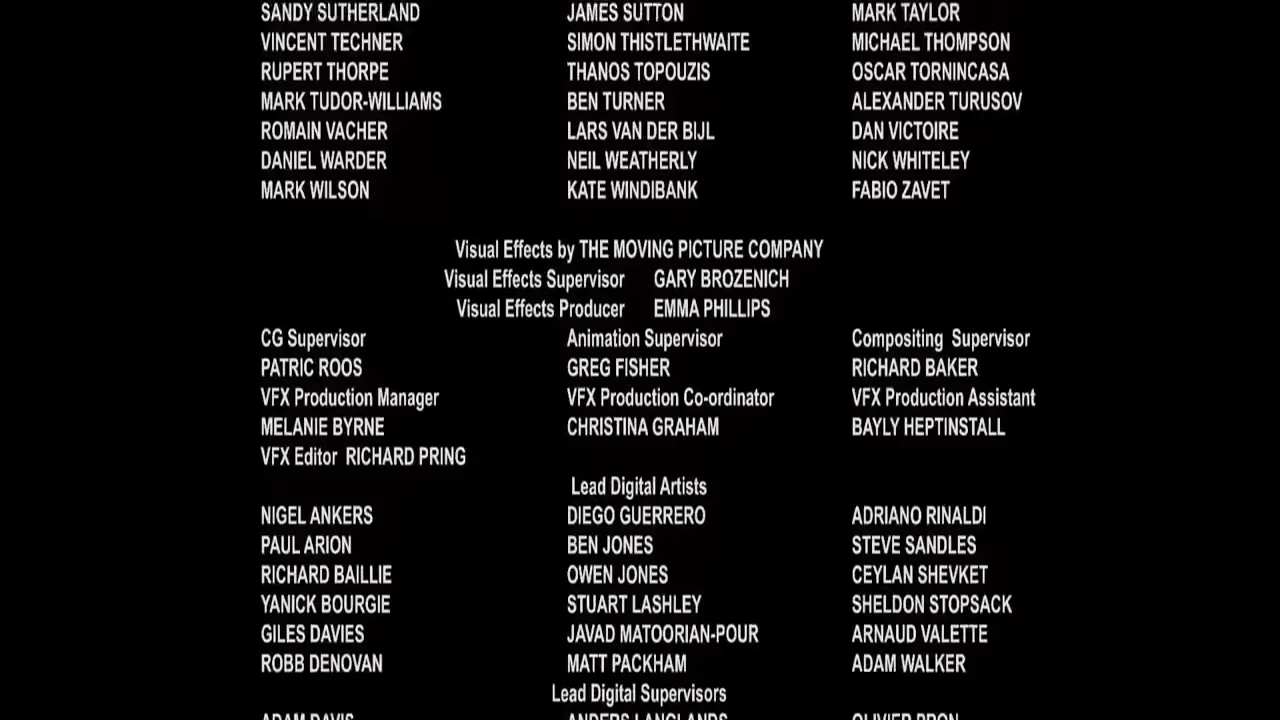 SANDY SUTHERLAND JAMES SUTTON MARK TAYLOR
VINCENT TECHNER SIMON THISTLETHWAITE MICHAEL THOMPSON
RUPERT THORPE THANOS TOPOUZIS OSCAR TORNINCASA
MARK TUDOR-WILLIAMS BEN TURNER ALEXANDER TURUSOV
ROMAIN VACHER LARS VAN DER BIJL DAN VICTOIRE
DANIEL WARDER NEIL WEATHERLY NICK WHITELEY
MARK WILSON KATE WINDIBANK FABIO ZAVET
Visual Effects by THE MOVING PICTURE COMPANY
Visual Effects Supervisor GARY BROZENICH
Visual Effects Producer EMMA PHILLIPS
CG Supervisor Animation Supervisor Compositing Supervisor
PATRIC ROOS GREG FISHER RICHARD BAKER
VFX Production Manager VFX Production Co-ordinator VFX Production Assistant
MELANIE BYRNE CHRISTINA GRAHAM BAYLY HEPTINSTALL
VFX Editor RICHARD PRING
Lead Digital Artists
NIGEL ANKERS DIEGO GUERRERO ADRIANO RINALDI
PAUL ARION BEN JONES STEVE SANDLES
RICHARD BAILLIE OWEN JONES CEYLAN SHEVKET
YANICK BOURGIE STUART LASHLEY SHELDON STOPSACK
GILES DAVIES JAVAD MATOORIAN-POUR ARNAUD VALETTE
ROBB DENOVAN MATT PACKHAM ADAM WALKER
Lead Digital Supervisors
ADAM DAVIS ANDERS LANGLANDS OLIVIER PRON